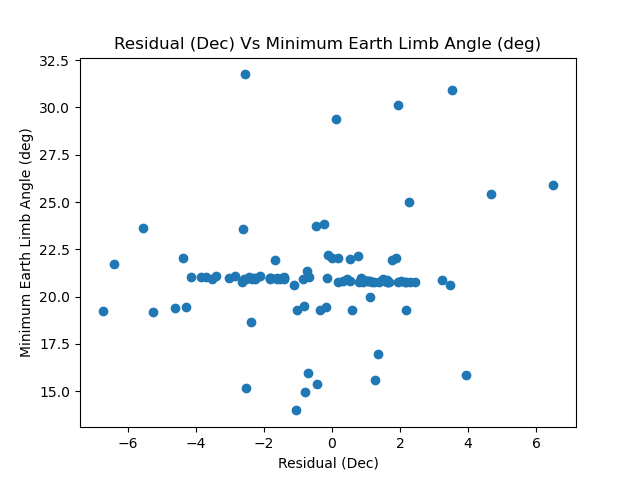 Residual (Dec) Vs Minimum Earth Limb Angle (deg)
32.5
30.0
27.5
25.0
22.5
20.0
17.5
15.0
Minimum Earth Limb Angle (deg)
−6 −4 −2 0 2 4 6
Residual (Dec)